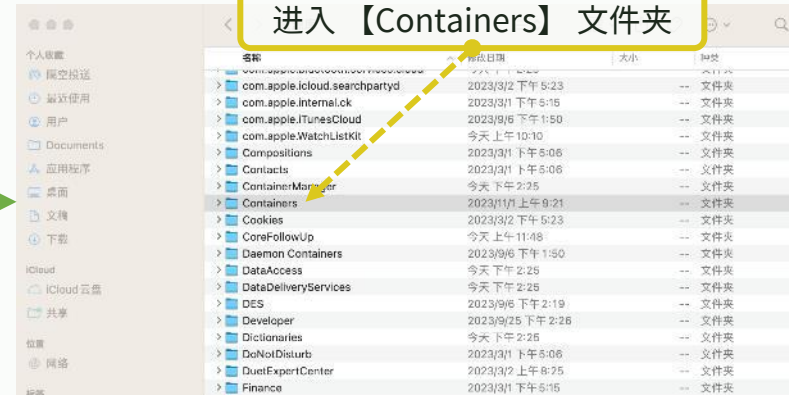 进入 【Containers】 文件夹
个人收藏
隔空投送
最近使用
用户
Documents
应用程序
桌面
文稿
下载
iCloud
iCloud 云盘
共享
位置
网络
标签
名称 修改日期 大小 种类
com.apple.bluetooth.services.cloud
com.apple.icloud.searchpartyd 2023/3/2 下午 5:23 -- 文件夹
com.apple.internal.ck 2023/3/1 下午 5:15 -- 文件夹
com.apple.iTunesCloud 2023/9/6 下午 1:50 -- 文件夹
com.apple.WatchListKit 今天 上午 10:10 -- 文件夹
Compositions 2023/3/1 下午 5:06 -- 文件夹
Contacts 2023/3/1 下午 5:06 -- 文件夹
ContainerManager 今天 下午 2:25 -- 文件夹
Containers 2023/11/1 上午 9:21 -- 文件夹
Cookies 2023/3/2 下午 5:23 -- 文件夹
CoreFollowUp 今天 上午 11:48 -- 文件夹
Daemon Containers 2023/9/6 下午 1:50 -- 文件夹
DataAccess 今天 下午 2:25 -- 文件夹
DataDeliveryServices 今天 下午 2:25 -- 文件夹
DES 2023/9/6 下午 2:19 -- 文件夹
Developer 2023/9/25 下午 2:26 -- 文件夹
Dictionaries 今天 下午 2:25 -- 文件夹
DoNotDisturb 2023/3/1 下午 5:06 -- 文件夹
DuetExpertCenter 2023/3/2 上午 8:25 -- 文件夹
Finance 2023/3/1 下午 5:15 -- 文件夹